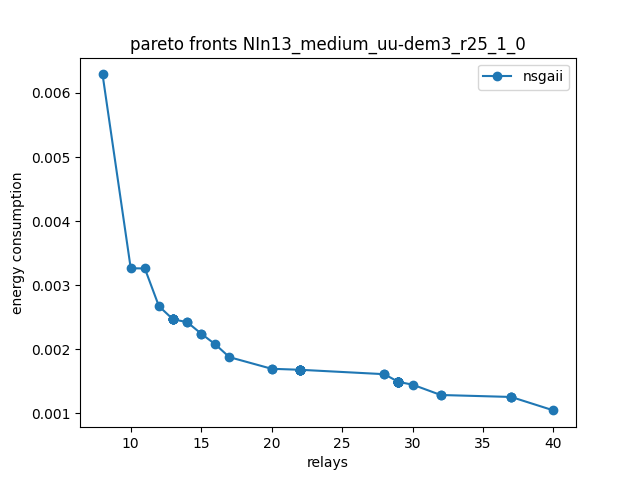 pareto fronts NIn13_medium_uu-dem3_r25_1_0
nsgaii
0.006
0.005
0.004
0.003
0.002
0.001
energy consumption
10 15 20 25 30 35 40
relays